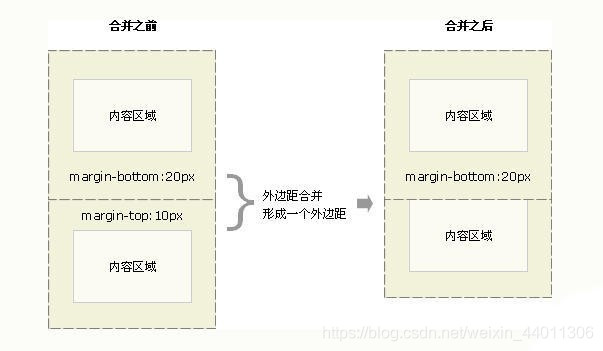 合并之前
合并之后
内容区域
内容区域
margin-bottom:20px
margin-bottom:20px
外边距合并
形成一个外边距
margin-top:10px
内容区域
内容区域
https://blog.csdn.net/weixin_44011306